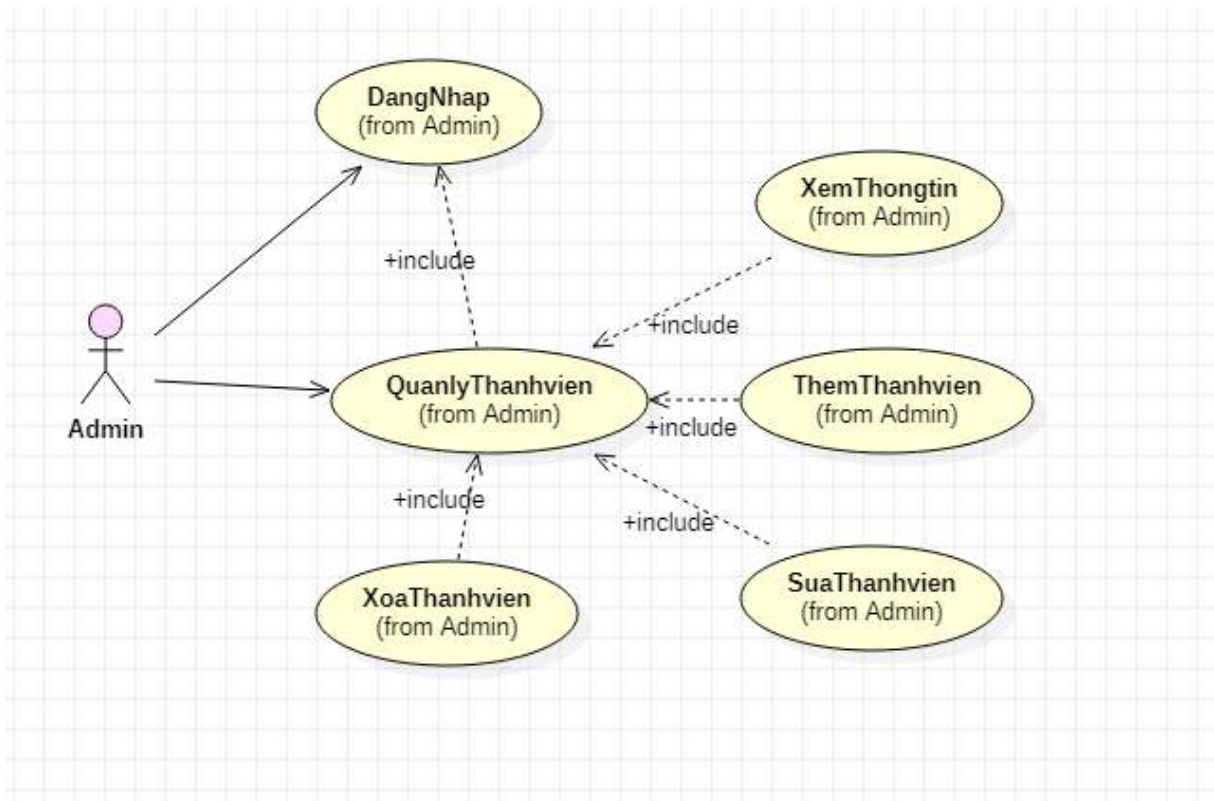 DangNhap
(from Admin)
XemThongtin
(from Admin)
+include
+include
QuanlyThanhvien
(from Admin)
ThemThanhvien
(from Admin)
Admin
+include
+include
+include
XoaThanhvien
(from Admin)
SuaThanhvien
(from Admin)